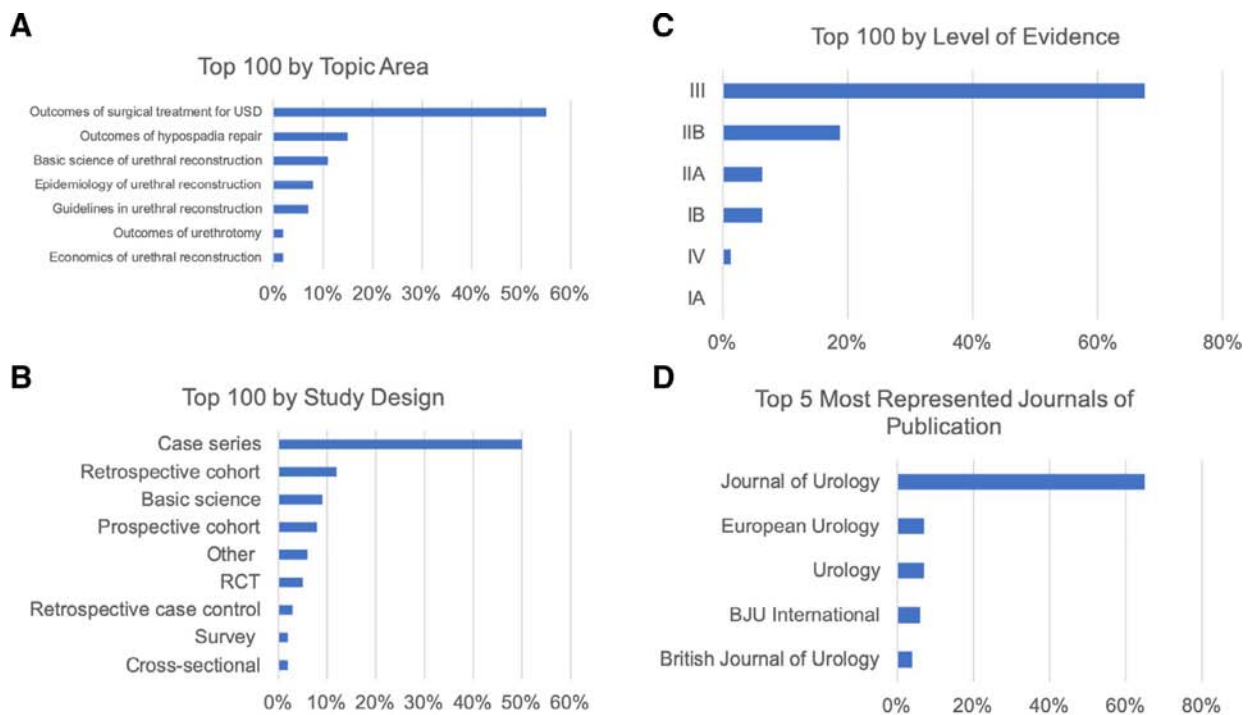 A
Top 100 by Topic Area
Outcomes of surgical treatment for USD
Outcomes of hypospadia repair
Basic science of urethral reconstruction
Epidemiology of urethral reconstruction
Guidelines in urethral reconstruction
Outcomes of urethrotomy
Economics of urethral reconstruction
0% 10% 20% 30% 40% 50% 60%
B
Top 100 by Study Design
Case series
Retrospective cohort
Basic science
Prospective cohort
Other
RCT
Retrospective case control
Survey
Cross-sectional
0% 10% 20% 30% 40% 50% 60%
C
Top 100 by Level of Evidence
III
IIB
IIA
IB
IV
IA
0% 20% 40% 60% 80%
D
Top 5 Most Represented Journals of
Publication
Journal of Urology
European Urology
Urology
BJU International
British Journal of Urology
0% 20% 40% 60% 80%